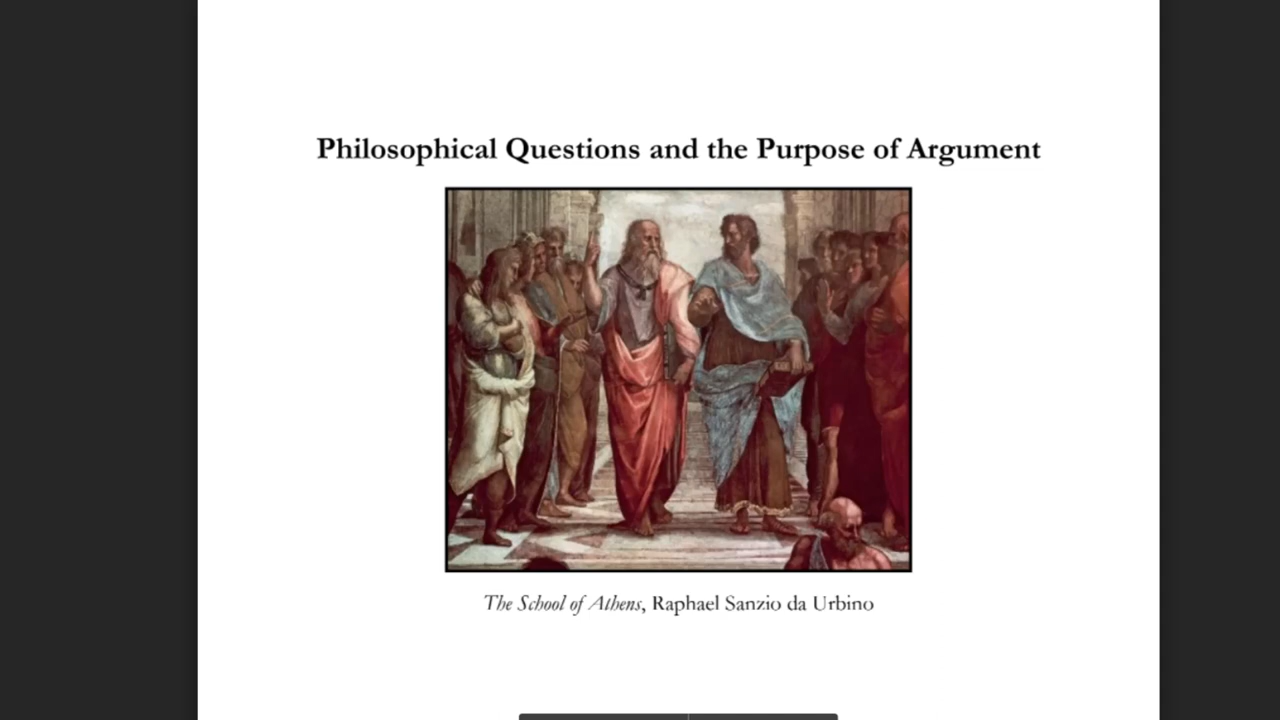 Philosophical Questions and the Purpose of Argument
The School of Athens, Raphael Sanzio da Urbino